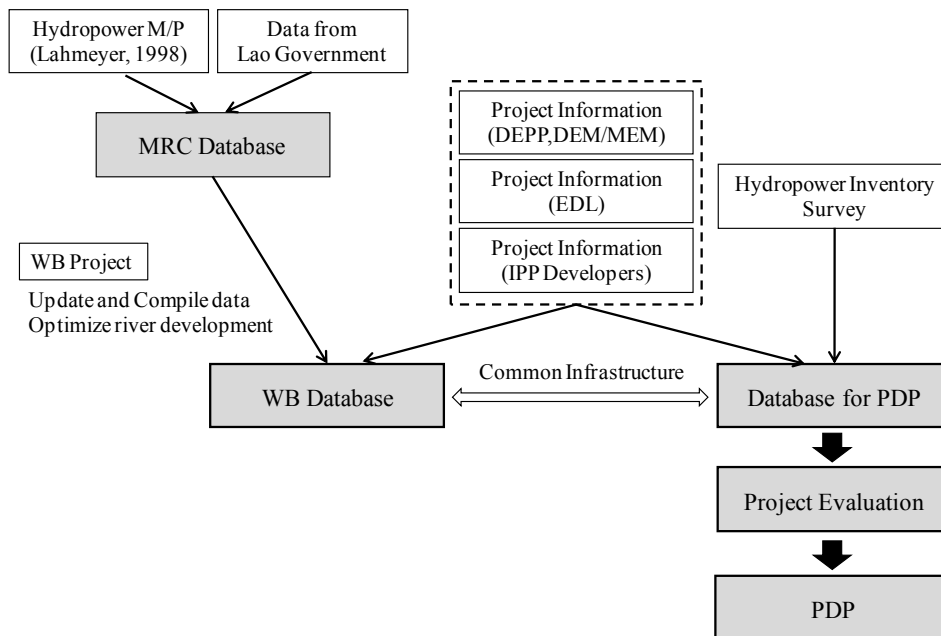 Hydropower M/P
(Lahmeyer, 1998)
Data from
Lao Government
MRC Database
Project Information
(DEPP,DEM/MEM)
Project Information
(EDL)
Project Information
(IPP Developers)
Hydropower Inventory
Survey
WB Project
Update and Compile data
Optimize river development
WB Database
Common Infrastructure
Database for PDP
Project Evaluation
PDP